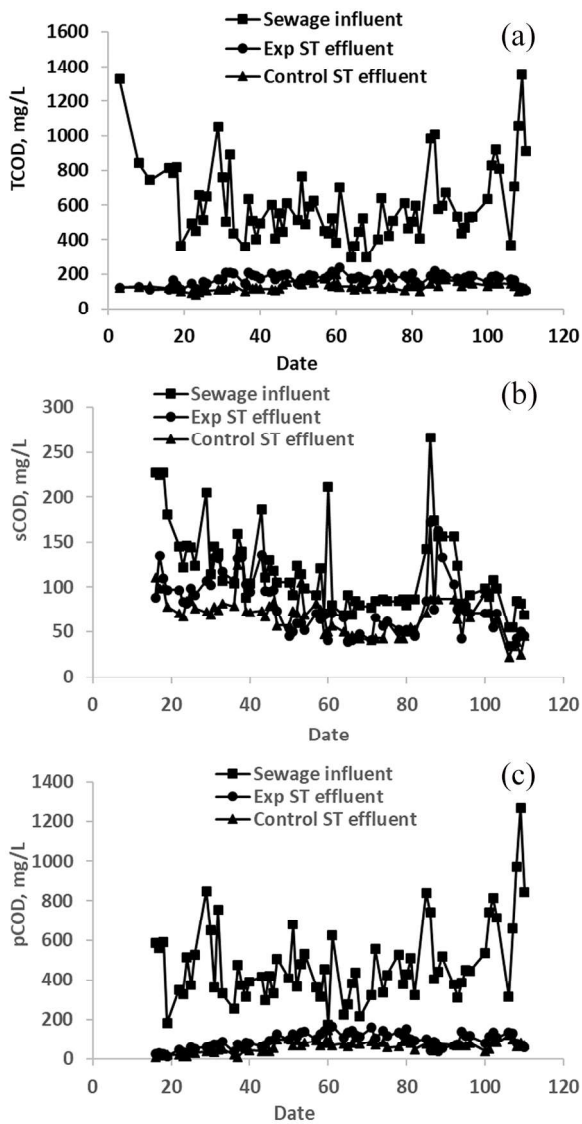 (a)
Sewage influent
Exp ST effluent
Control ST effluent
TCOD, mg/L
1600
1400
1200
1000
800
600
400
200
0
0 20 40 60 80 100 120
Date
(b)
Sewage influent
Exp ST effluent
Control ST effluent
sCOD, mg/L
300
250
200
150
100
50
0
0 20 40 60 80 100 120
Date
(c)
Sewage influent
Exp ST effluent
Control ST effluent
pCOD, mg/L
1400
1200
1000
800
600
400
200
0
0 20 40 60 80 100 120
Date